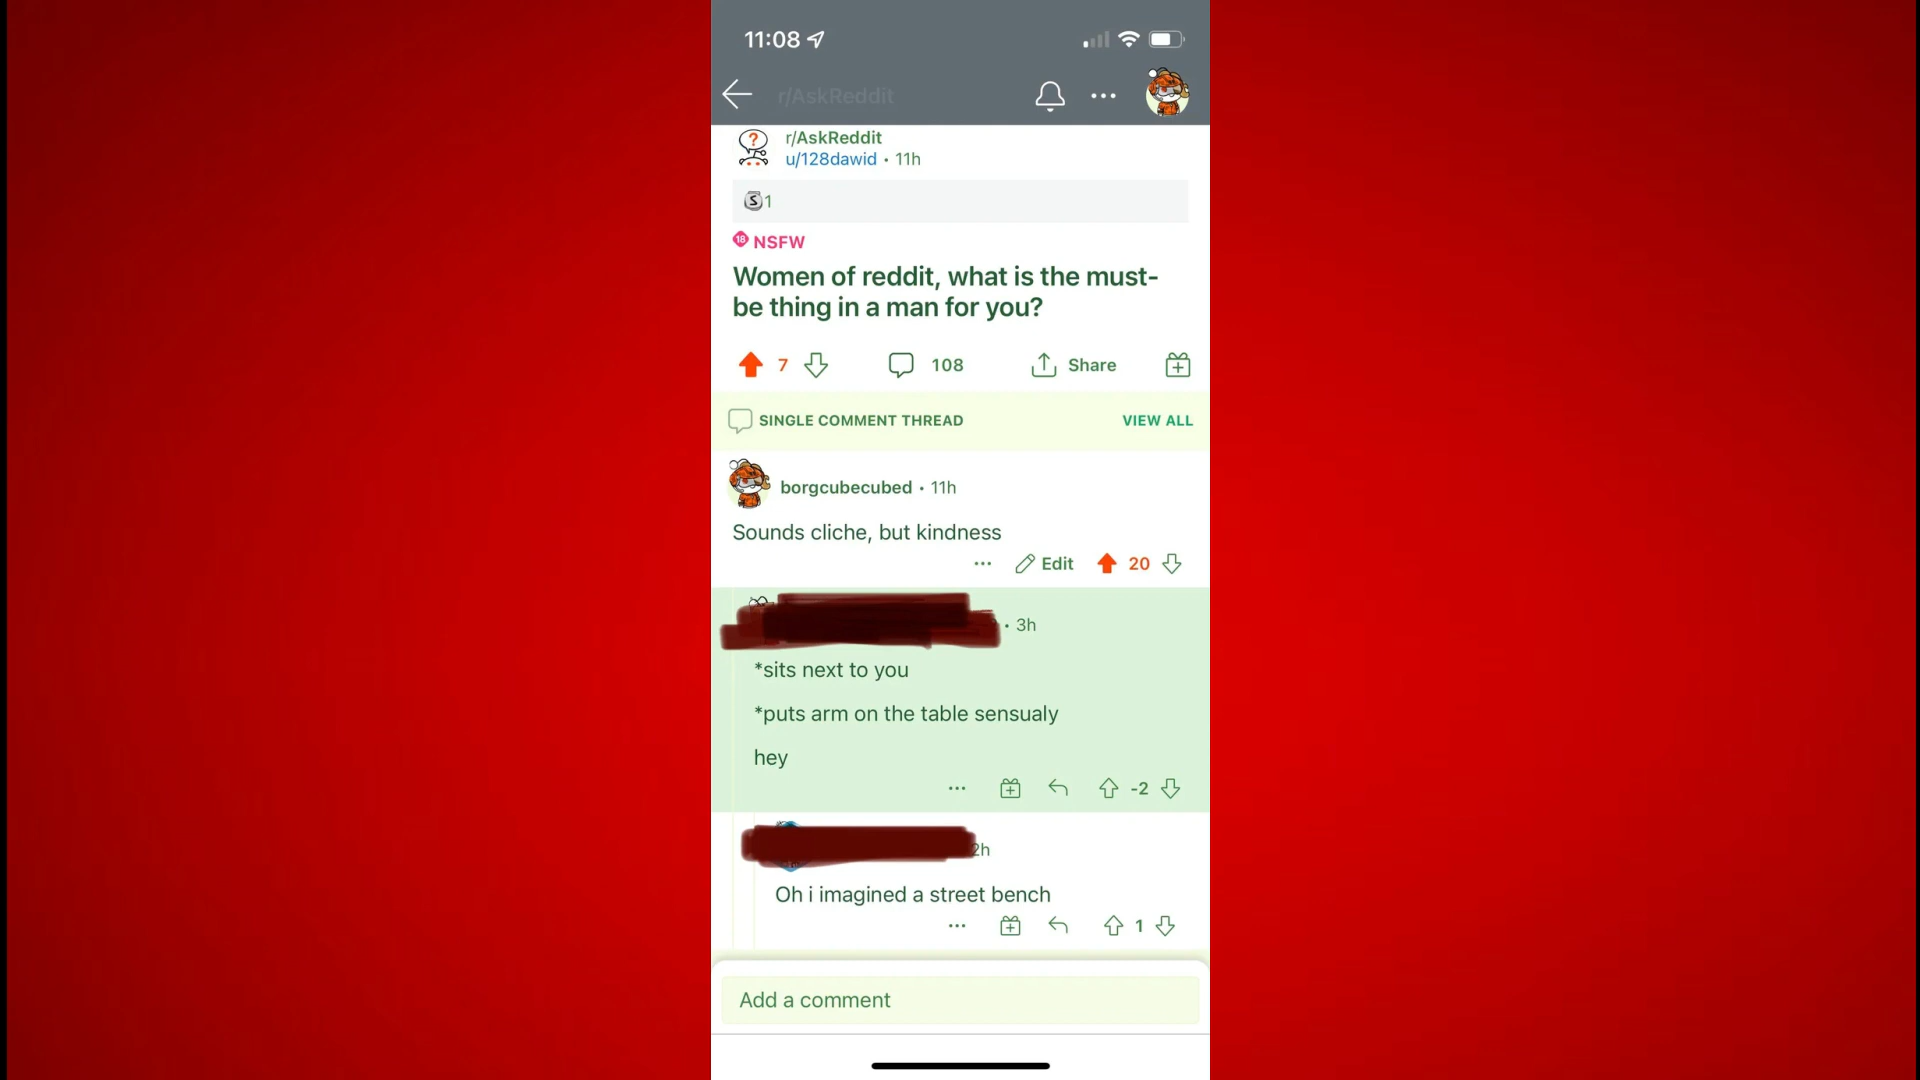 11:08
r/AskReddit
r/AskReddit
u/128dawid • 11h
S 1
18 NSFW
Women of reddit, what is the must-
be thing in a man for you?
7 108 Share
SINGLE COMMENT THREAD VIEW ALL
borgcubecubed • 11h
Sounds cliche, but kindness
... Edit 20
• 3h
*sits next to you
*puts arm on the table sensualy
hey
... -2
2h
Oh i imagined a street bench
... 1
Add a comment